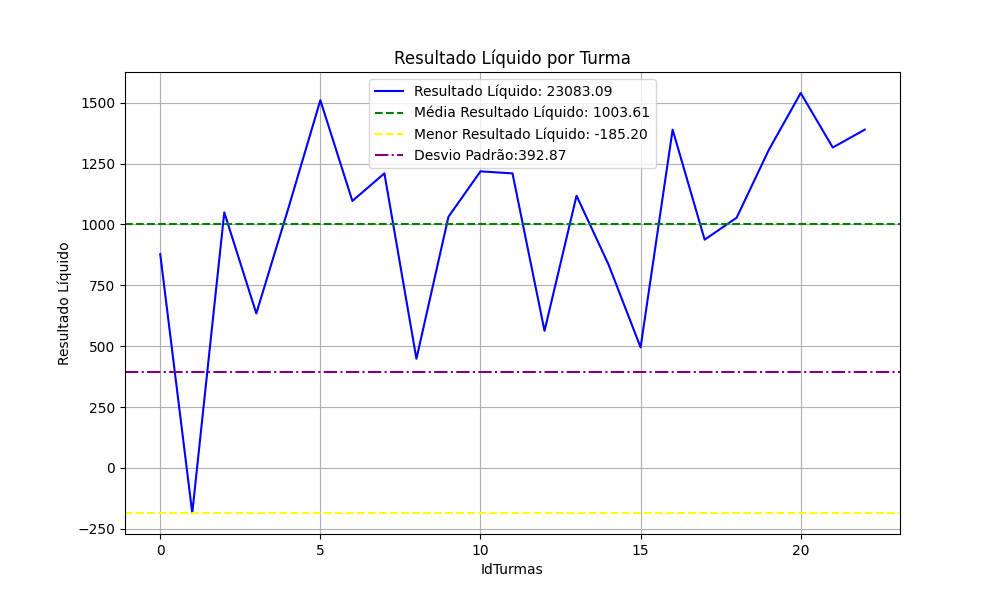 Resultado Líquido por Turma
Resultado Líquido: 23083.09
Média Resultado Líquido: 1003.61
Menor Resultado Líquido: -185.20
Desvio Padrão:392.87
Resultado Líquido
1500
1250
1000
750
500
250
0
−250
0 5 10 15 20
IdTurmas